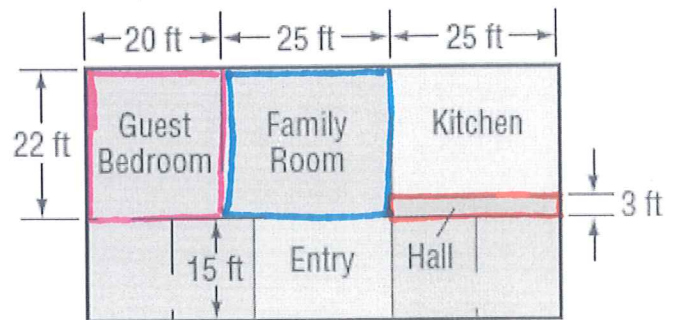 20 ft 25 ft 25 ft
Guest
Bedroom
Family
Room
Kitchen
22 ft
3 ft
15 ft
Entry
Hall